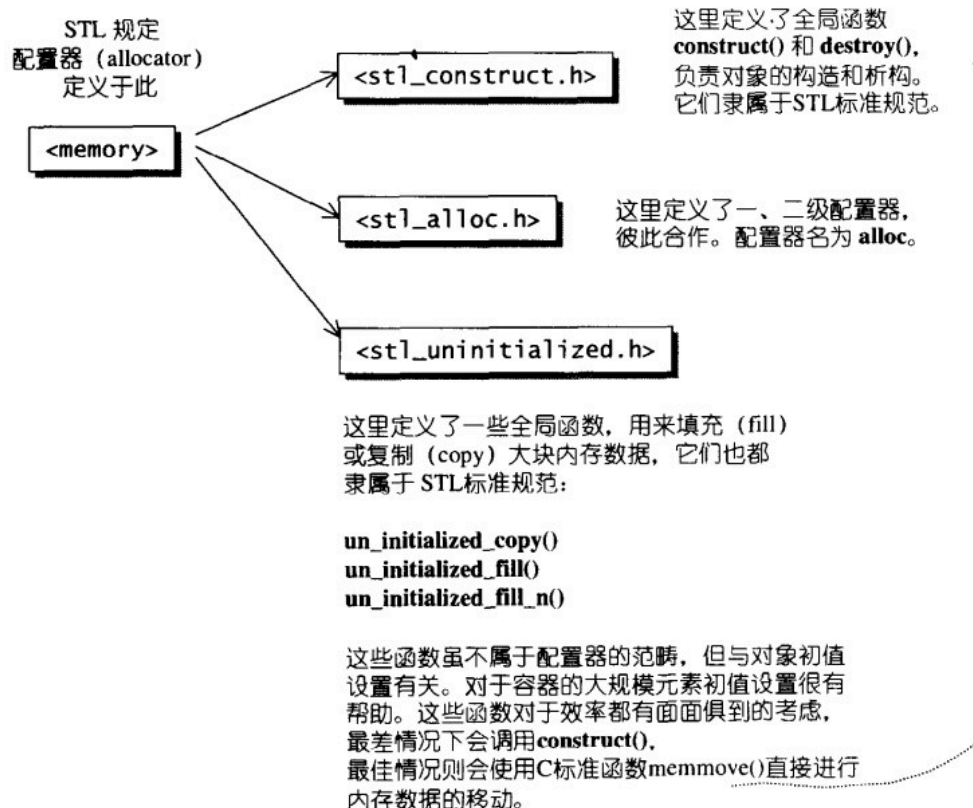 STL 规定
配置器 (allocator)
定义于此
<memory>
<stl_construct.h>
这里定义了全局函数
construct() 和 destroy(),
负责对象的构造和析构。
它们隶属于STL标准规范。
<stl_alloc.h>
这里定义了一、二级配置器,
彼此合作。配置器名为 alloc。
<stl_uninitialized.h>
这里定义了一些全局函数, 用来填充 (fill)
或复制 (copy) 大块内存数据, 它们也都
隶属于 STL标准规范:
un_initialized_copy()
un_initialized_fill()
un_initialized_fill_n()
这些函数虽不属于配置器的范畴, 但与对象初值
设置有关。对于容器的大规模元素初值设置很有
帮助。这些函数对于效率都有面面俱到的考虑,
最差情况下会调用construct(),
最佳情况则会使用C标准函数memmove()直接进行
内存数据的移动。